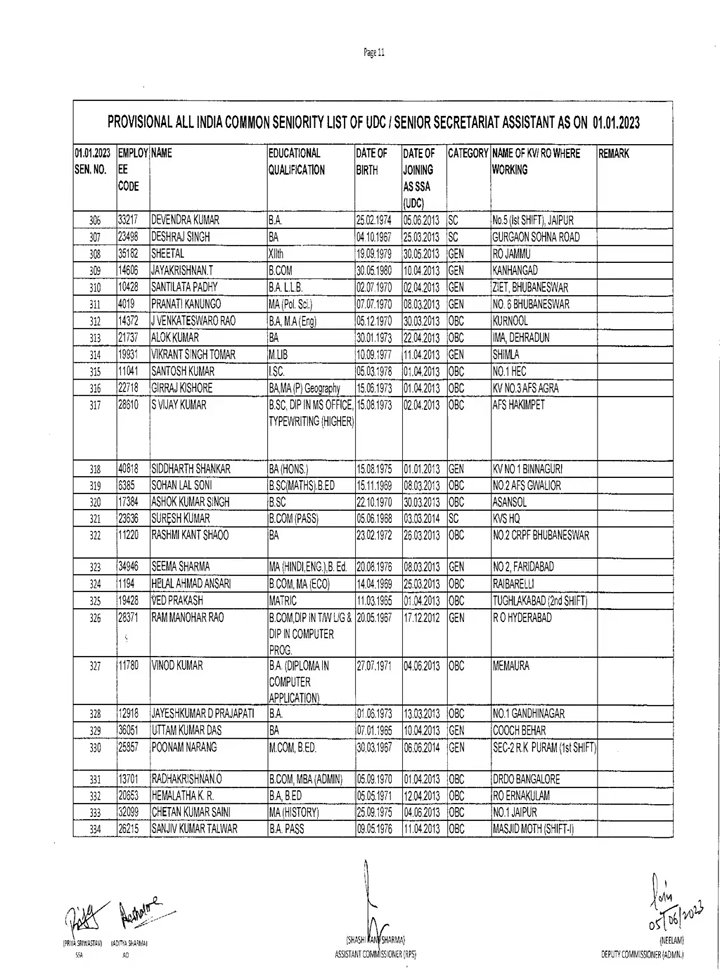 Page 11
PROVISIONAL ALL INDIA COMMON SENIORITY LIST OF UDC / SENIOR SECRETARIAT ASSISTANT AS ON 01.01.2023
01.01.2023 SEN. NO. EMPLOYEE CODE NAME EDUCATIONAL QUALIFICATION DATE OF BIRTH DATE OF JOINING AS SSA (UDC) CATEGORY NAME OF KV/ RO WHERE WORKING REMARK
306 33217 DEVENDRA KUMAR B.A. 25.02.1974 05.06.2013 SC No.5 (Ist SHIFT), JAIPUR
307 23498 DESHRAJ SINGH BA 04.10.1967 25.03.2013 SC GURGAON SOHNA ROAD
308 35162 SHEETAL XIIth 19.09.1979 30.05.2013 GEN RO JAMMU
309 14606 JAYAKRISHNAN.T B.COM 30.05.1980 10.04.2013 GEN KANHANGAD
310 10428 SANTILATA PADHY B.A. L.L.B. 02.07.1970 02.04.2013 GEN ZIET, BHUBANESWAR
311 4019 PRANATI KANUNGO MA (Pol. Sci.) 07.07.1970 08.03.2013 GEN NO. 6 BHUBANESWAR
312 14372 J VENKATESWARO RAO B.A, M.A (Eng) 05.12.1970 30.03.2013 OBC KURNOOL
313 21737 ALOK KUMAR BA 30.01.1973 22.04.2013 OBC IMA, DEHRADUN
314 19931 VIKRANT SINGH TOMAR M.LIB 10.09.1977 11.04.2013 GEN SHIMLA
315 11041 SANTOSH KUMAR I.SC. 05.03.1978 01.04.2013 OBC NO.1 HEC
316 22718 GIRRAJ KISHORE BA,MA (P) Geography 15.06.1973 01.04.2013 OBC KV NO.3 AFS AGRA
317 28610 S VIJAY KUMAR B.SC, DIP IN MS OFFICE, TYPEWRITING (HIGHER) 15.08.1973 02.04.2013 OBC AFS HAKIMPET
318 40818 SIDDHARTH SHANKAR BA (HONS.) 15.08.1975 01.01.2013 GEN KV NO 1 BINNAGURI
319 6385 SOHAN LAL SONI B.SC(MATHS).B.ED 15.11.1969 08.03.2013 OBC NO.2 AFS GWALIOR
320 17384 ASHOK KUMAR SINGH B.SC 22.10.1970 30.03.2013 OBC ASANSOL
321 23636 SURESH KUMAR B.COM (PASS) 05.06.1968 03.03.2014 SC KVS HQ
322 11220 RASHMI KANT SHAOO BA 23.02.1972 26.03.2013 OBC NO.2 CRPF BHUBANESWAR
323 34946 SEEMA SHARMA MA (HINDI,ENG.),B. Ed. 20.08.1976 08.03.2013 GEN NO 2, FARIDABAD
324 1194 HELAL AHMAD ANSARI B.COM, MA (ECO) 14.04.1969 25.03.2013 OBC RAIBARELLI
325 19428 VED PRAKASH MATRIC 11.03.1965 01.04.2013 OBC TUGHLAKABAD (2nd SHIFT)
326 28371 RAM MANOHAR RAO B.COM,DIP IN T/W L/G & DIP IN COMPUTER PROG. 20.05.1967 17.12.2012 GEN R O HYDERABAD
327 11780 VINOD KUMAR B.A. (DIPLOMA IN COMPUTER APPLICATION) 27.07.1971 04.06.2013 OBC MEMAURA
328 12918 JAYESHKUMAR D PRAJAPATI B.A. 01.06.1973 13.03.2013 OBC NO.1 GANDHINAGAR
329 36051 UTTAM KUMAR DAS BA 07.01.1985 10.04.2013 GEN COOCH BEHAR
330 25857 POONAM NARANG M.COM, B.ED. 30.03.1967 06.06.2014 GEN SEC-2 R.K PURAM (1st SHIFT)
331 13701 RADHAKRISHNAN.O B.COM, MBA (ADMIN) 05.09.1970 01.04.2013 OBC DRDO BANGALORE
332 20653 HEMALATHA K. R. B.A, B.ED 05.05.1971 12.04.2013 OBC RO ERNAKULAM
333 32099 CHETAN KUMAR SAINI MA (HISTORY) 25.09.1975 04.06.2013 OBC NO.1 JAIPUR
334 26215 SANJIV KUMAR TALWAR B.A. PASS 09.05.1976 11.04.2013 OBC MASJID MOTH (SHIFT-I)
05/06/2023
(PRIYA SRIWASTAV) (ADITYA SHARMA) (SHASHI KANT SHARMA) (NEELAM)
SSA AO ASSISTANT COMMISSIONER (RPS) DEPUTY COMMISSIONER (ADMN.)